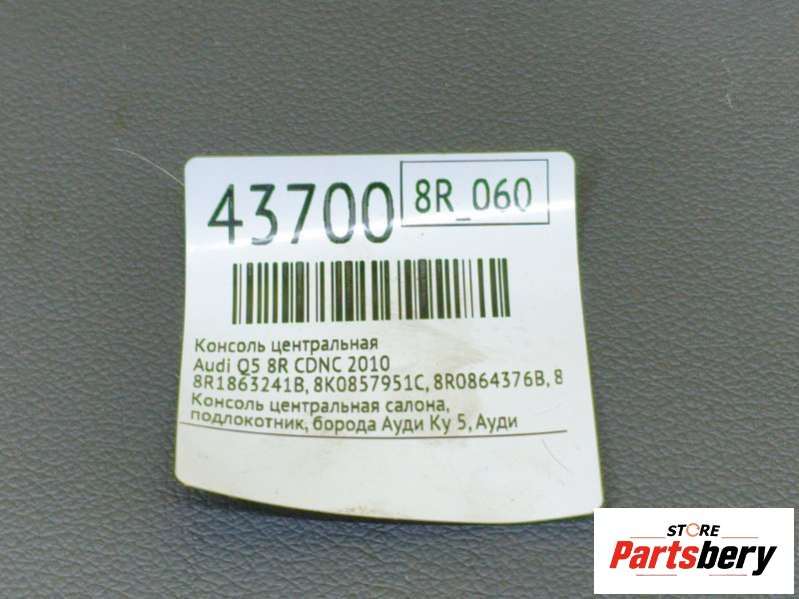 43700
8R_060
Консоль центральная
Audi Q5 8R CDNC 2010
8R1863241B, 8K0857951C, 8R0864376B, 8
Консоль центральная салона,
подлокотник, борода Ауди Ку 5, Ауди
STORE
Partsbery